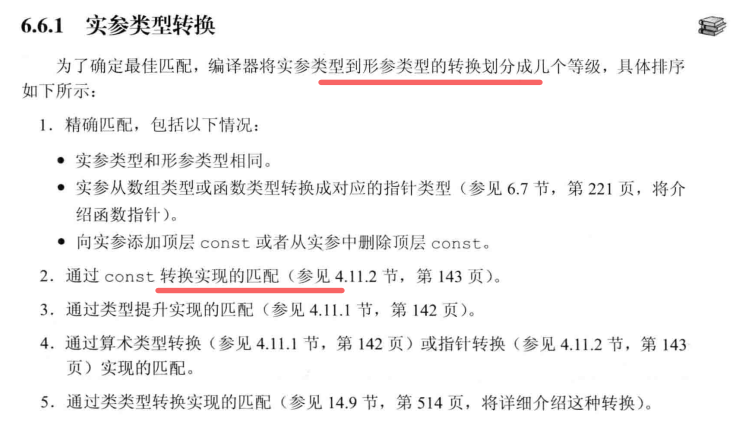 6.6.1 实参类型转换
为了确定最佳匹配，编译器将实参类型到形参类型的转换划分成几个等级，具体排序
如下所示：
1. 精确匹配，包括以下情况：
• 实参类型和形参类型相同。
• 实参从数组类型或函数类型转换成对应的指针类型（参见 6.7 节，第 221 页，将介
绍函数指针）。
• 向实参添加顶层 const 或者从实参中删除顶层 const。
2. 通过 const 转换实现的匹配（参见 4.11.2 节，第 143 页）。
3. 通过类型提升实现的匹配（参见 4.11.1 节，第 142 页）。
4. 通过算术类型转换（参见 4.11.1 节，第 142 页）或指针转换（参见 4.11.2 节，第 143
页）实现的匹配。
5. 通过类类型转换实现的匹配（参见 14.9 节，第 514 页，将详细介绍这种转换）。